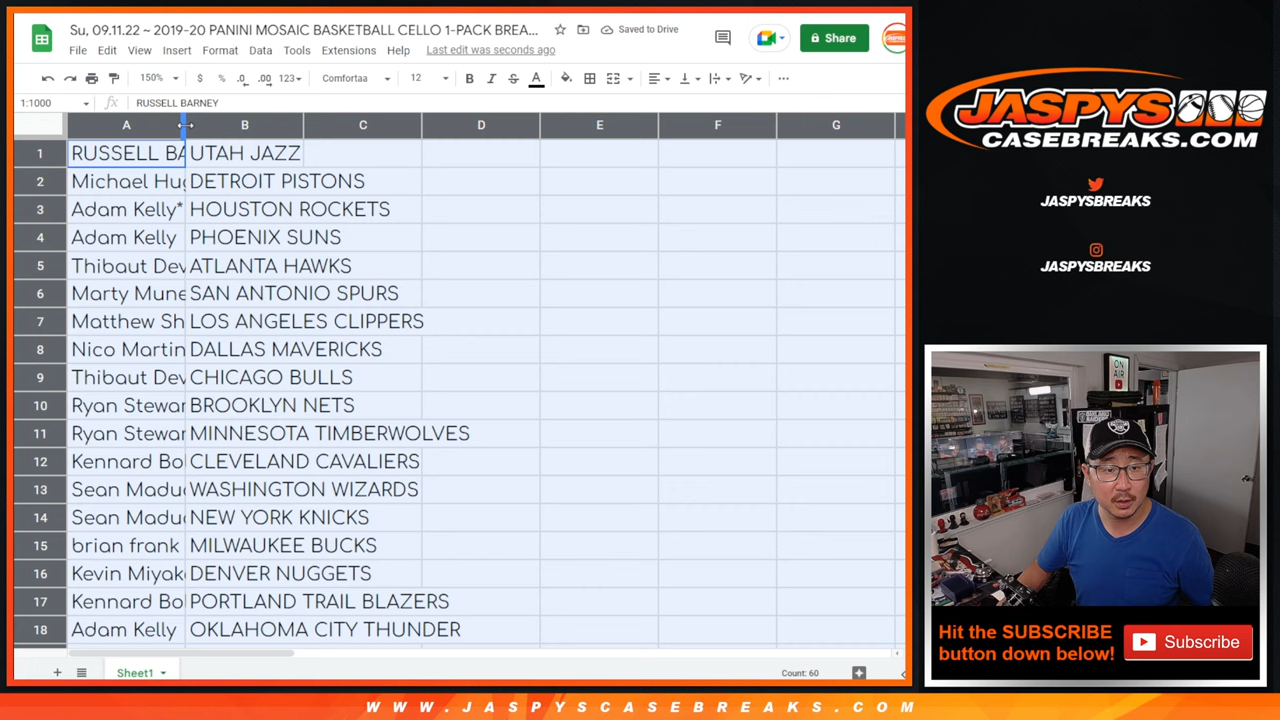 Su, 09.11.22 ~ 2019-20 PANINI MOSAIC BASKETBALL CELLO 1-PACK BREA...
Saved to Drive
File Edit View Insert Format Data Tools Extensions Help Last edit was seconds ago
Share
150% $ % .0 .00 123 Comfortaa 12 B I S A
1:1000 fx RUSSELL BARNEY
A B C D E F G
1 RUSSELL BA UTAH JAZZ
2 Michael Hug DETROIT PISTONS
3 Adam Kelly* HOUSTON ROCKETS
4 Adam Kelly PHOENIX SUNS
5 Thibaut Dev ATLANTA HAWKS
6 Marty Mune SAN ANTONIO SPURS
7 Matthew Sh LOS ANGELES CLIPPERS
8 Nico Martin DALLAS MAVERICKS
9 Thibaut Dev CHICAGO BULLS
10 Ryan Stewar BROOKLYN NETS
11 Ryan Stewar MINNESOTA TIMBERWOLVES
12 Kennard Bo CLEVELAND CAVALIERS
13 Sean Madu WASHINGTON WIZARDS
14 Sean Madu NEW YORK KNICKS
15 brian frank MILWAUKEE BUCKS
16 Kevin Miyak DENVER NUGGETS
17 Kennard Bo PORTLAND TRAIL BLAZERS
18 Adam Kelly OKLAHOMA CITY THUNDER
Sheet1
Count: 60
JASPYS
CASEBREAKS.COM
JASPYSBREAKS
JASPYSBREAKS
ON
AIR
Hit the SUBSCRIBE
button down below!
Subscribe
WWW.JASPYSCASEBREAKS.COM